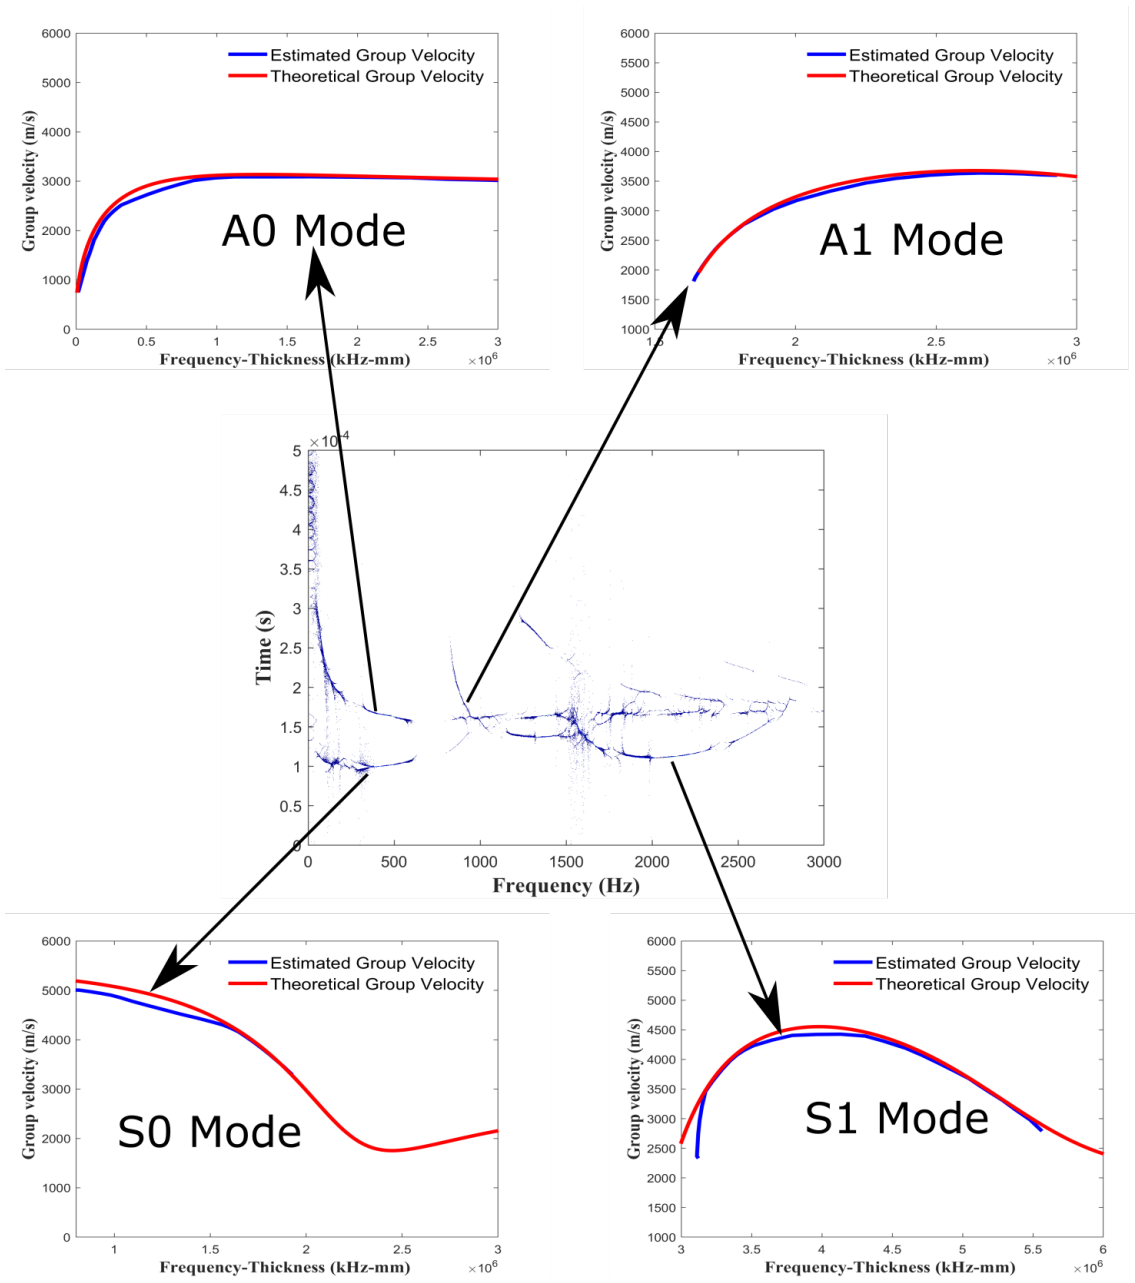 6000
5000
4000
3000
2000
1000
0
Group velocity (m/s)
Estimated Group Velocity
Theoretical Group Velocity
A0 Mode
0 0.5 1 1.5 2 2.5 3
Frequency-Thickness (kHz-mm) ×10^6
6000
5500
5000
4500
4000
3500
3000
2500
2000
1500
1000
Group velocity (m/s)
Estimated Group Velocity
Theoretical Group Velocity
A1 Mode
1.5 2 2.5 3
Frequency-Thickness (kHz-mm) ×10^6
×10^-4
5
4.5
4
3.5
3
2.5
2
1.5
1
0.5
0
Time (s)
0 500 1000 1500 2000 2500 3000
Frequency (Hz)
6000
5000
4000
3000
2000
1000
0
Group velocity (m/s)
Estimated Group Velocity
Theoretical Group Velocity
S0 Mode
1 1.5 2 2.5 3
Frequency-Thickness (kHz-mm) ×10^6
6000
5500
5000
4500
4000
3500
3000
2500
2000
1500
1000
Group velocity (m/s)
Estimated Group Velocity
Theoretical Group Velocity
S1 Mode
3 3.5 4 4.5 5 5.5 6
Frequency-Thickness (kHz-mm) ×10^6